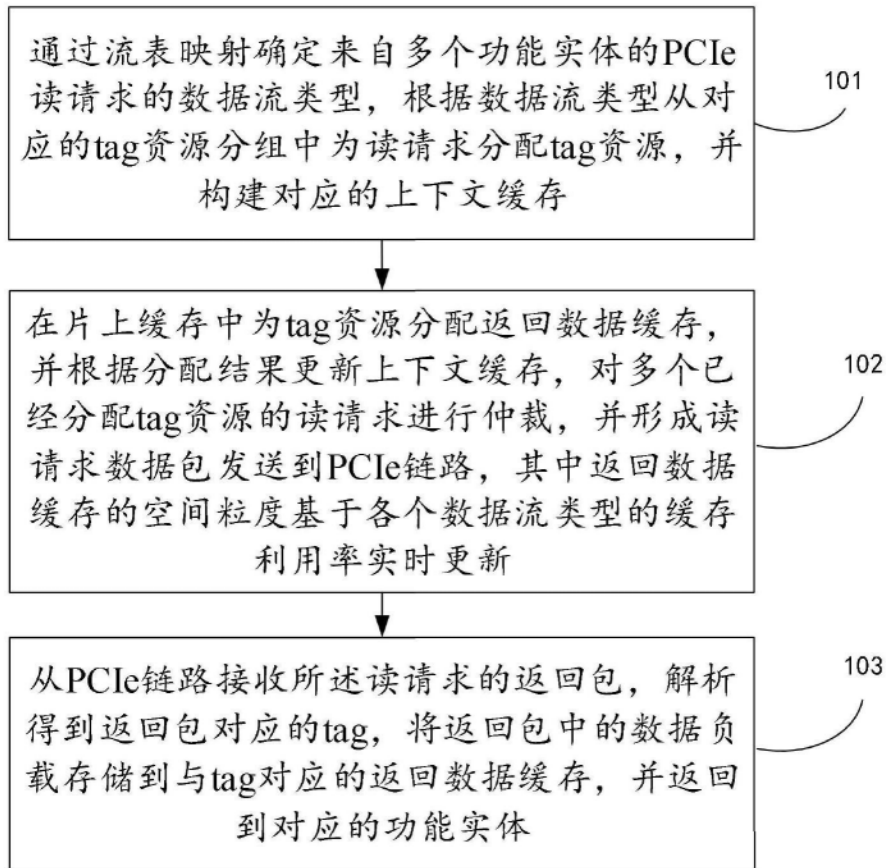 通过流表映射确定来自多个功能实体的PCIe
读请求的数据流类型，根据数据流类型从对
应的tag资源分组中为读请求分配tag资源，并
构建对应的上下文缓存
101
在片上缓存中为tag资源分配返回数据缓存，
并根据分配结果更新上下文缓存，对多个已
经分配tag资源的读请求进行仲裁，并形成读
请求数据包发送到PCIe链路，其中返回数据
缓存的空间粒度基于各个数据流类型的缓存
利用率实时更新
102
从PCIe链路接收所述读请求的返回包，解析
得到返回包对应的tag，将返回包中的数据负
载存储到与tag对应的返回数据缓存，并返回
到对应的功能实体
103